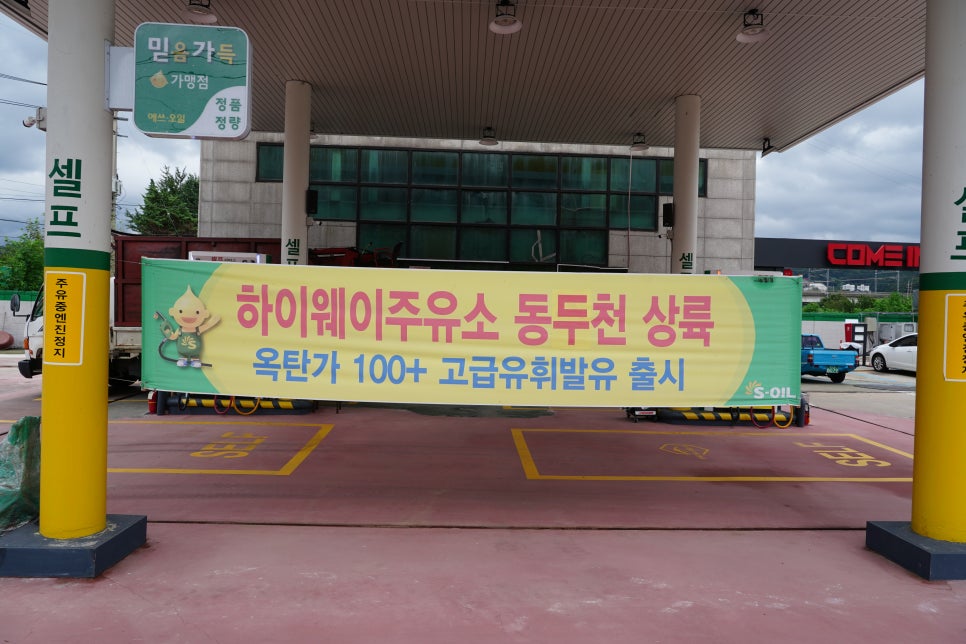 믿음가득
가맹점
정품
정량
에쓰·오일
셀프
주유중엔진정지
셀프
셀
하이웨이주유소 동두천 상륙
옥탄가 100+ 고급유휘발유 출시
S-OIL
COME IN
SELF
SELF
셀프